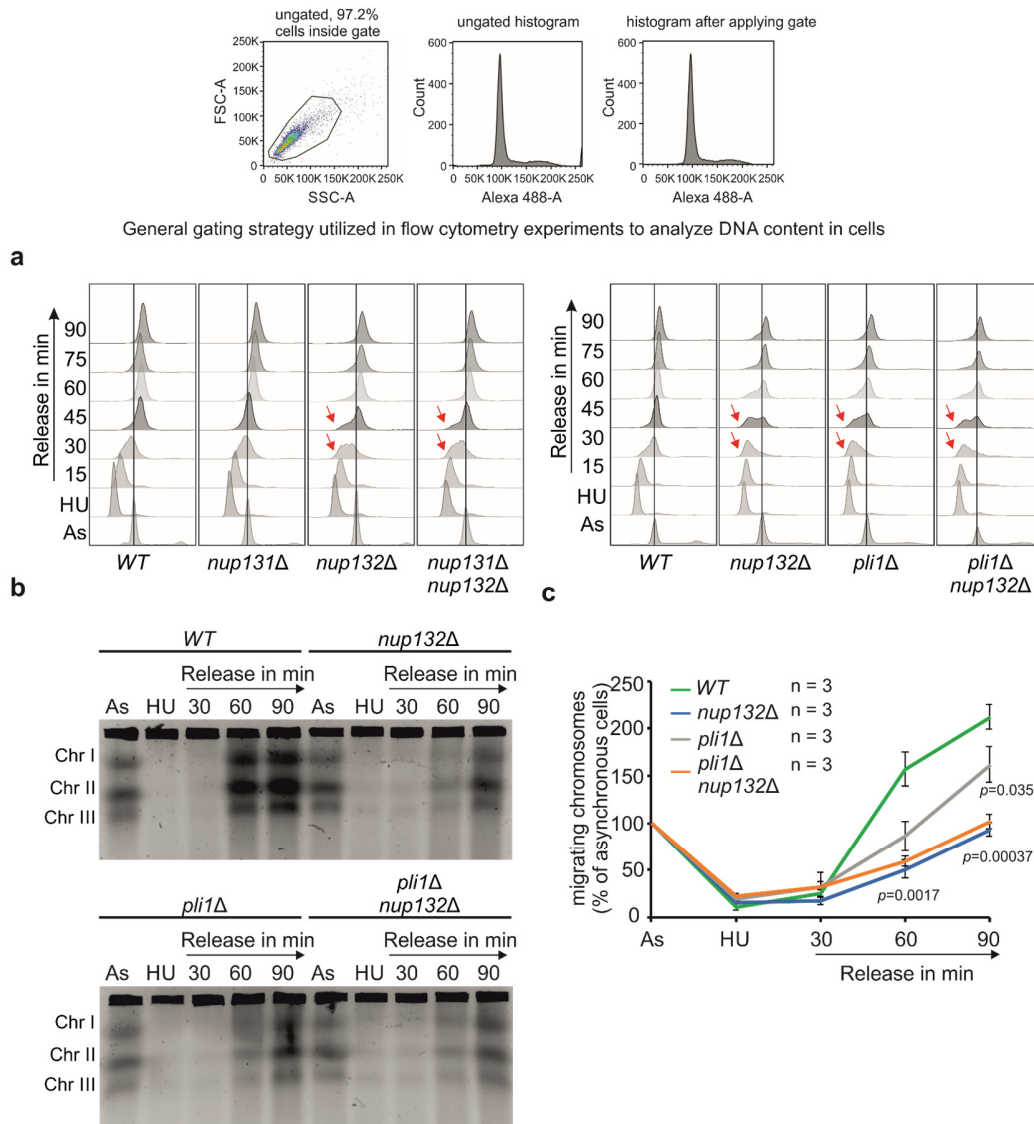 ungated, 97.2%
cells inside gate
ungated histogram
histogram after applying gate
250K
200K
150K
100K
50K
0
FSC-A
0 50K 100K 150K 200K 250K
SSC-A
600
400
200
0
Count
0 50K 100K 150K 200K 250K
Alexa 488-A
600
400
200
0
Count
0 50K 100K 150K 200K 250K
Alexa 488-A
General gating strategy utilized in flow cytometry experiments to analyze DNA content in cells
a
Release in min
90
75
60
45
30
15
HU
As
WT
nup131Δ
nup132Δ
nup131Δ
nup132Δ
Release in min
90
75
60
45
30
15
HU
As
WT
nup132Δ
pli1Δ
pli1Δ
nup132Δ
b
WT
nup132Δ
Release in min
Release in min
As HU 30 60 90 As HU 30 60 90
Chr I
Chr II
Chr III
pli1Δ
pli1Δ
nup132Δ
Release in min
Release in min
As HU 30 60 90 As HU 30 60 90
Chr I
Chr II
Chr III
c
migrating chromosomes
(% of asynchronous cells)
250
200
150
100
50
0
WT n = 3
nup132Δ n = 3
pli1Δ n = 3
pli1Δ n = 3
nup132Δ
p=0.035
p=0.00037
p=0.0017
As HU 30 60 90
Release in min